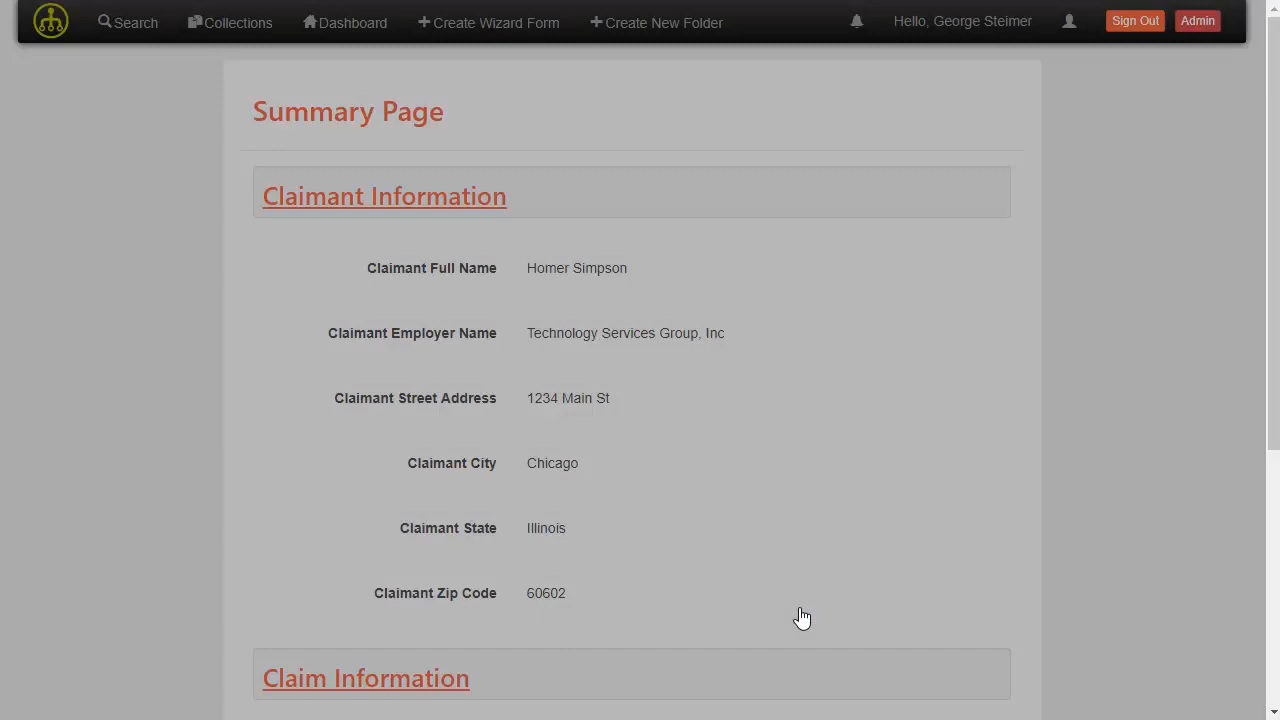 Search Collections Dashboard Create Wizard Form Create New Folder Hello, George Steimer Sign Out Admin
Summary Page
Claimant Information
Claimant Full Name Homer Simpson
Claimant Employer Name Technology Services Group, Inc
Claimant Street Address 1234 Main St
Claimant City Chicago
Claimant State Illinois
Claimant Zip Code 60602
Claim Information